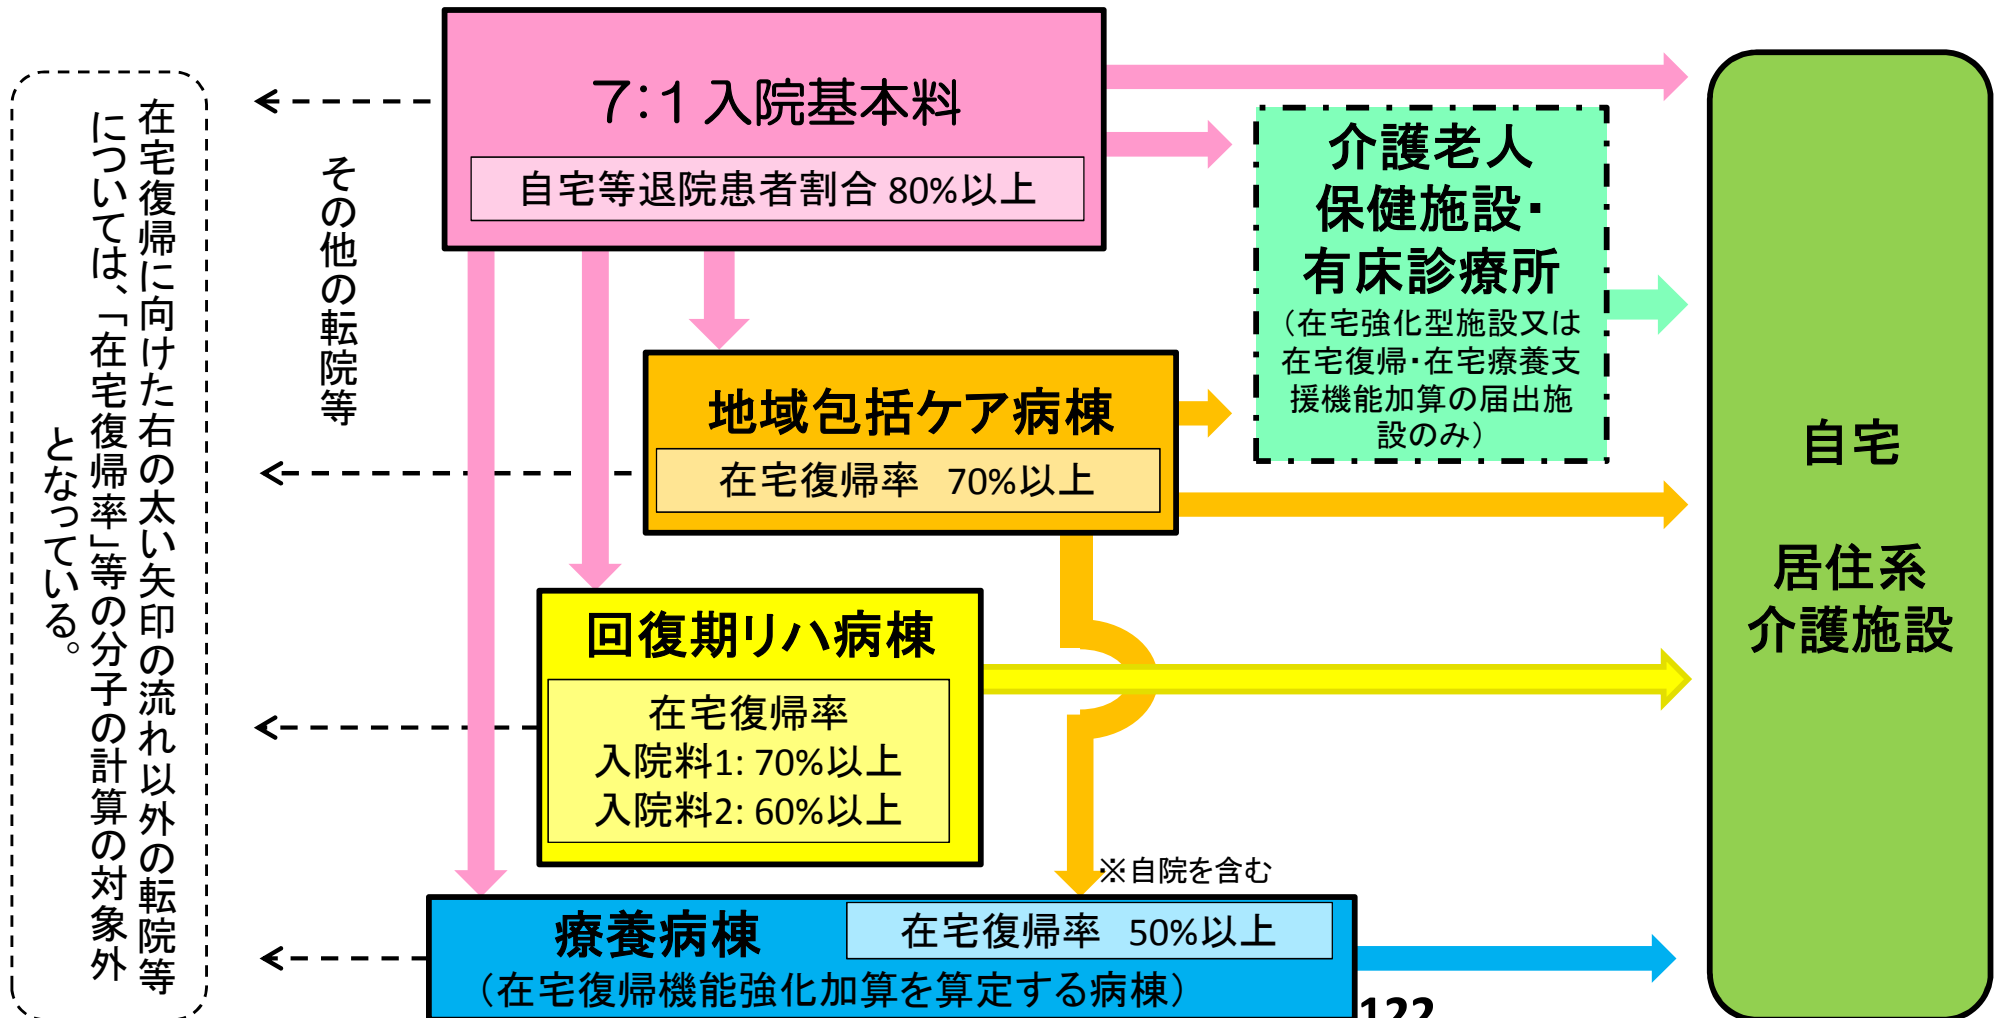 7:1 入院基本料
自宅等退院患者割合 80%以上
介護老人
保健施設・
有床診療所
（在宅強化型施設又は
在宅復帰・在宅療養支
援機能加算の届出施
設のみ）
その他の転院等
在宅復帰に向けた右の太い矢印の流れ以外の転院等
については、「在宅復帰率」等の分子の計算の対象外
となっている。
地域包括ケア病棟
在宅復帰率 70%以上
自宅
居住系
介護施設
回復期リハ病棟
在宅復帰率
入院料1: 70%以上
入院料2: 60%以上
※自院を含む
療養病棟
在宅復帰率 50%以上
（在宅復帰機能強化加算を算定する病棟）
122